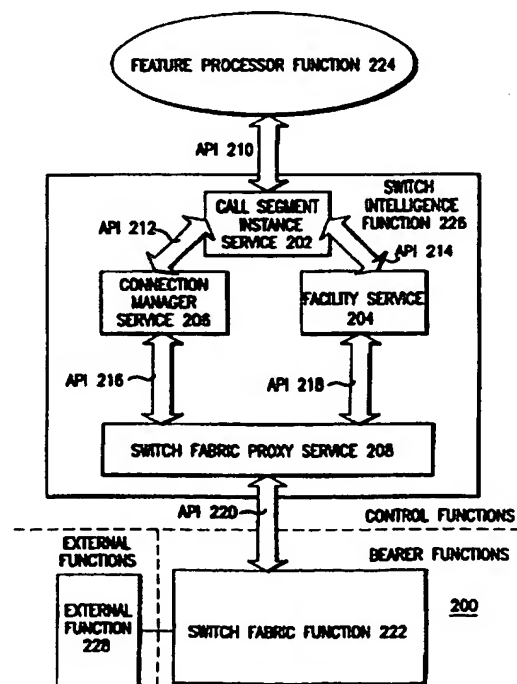 FEATURE PROCESSOR FUNCTION 224
API 210
SWITCH
INTELLIGENCE
FUNCTION 226
CALL SEGMENT
INSTANCE
SERVICE 202
API 212
API 214
CONNECTION
MANAGER
SERVICE 206
FACILITY SERVICE
204
API 216
API 218
SWITCH FABRIC PROXY SERVICE 208
API 220
CONTROL FUNCTIONS
EXTERNAL
FUNCTIONS
BEARER FUNCTIONS
EXTERNAL
FUNCTION
228
SWITCH FABRIC FUNCTION 222
200